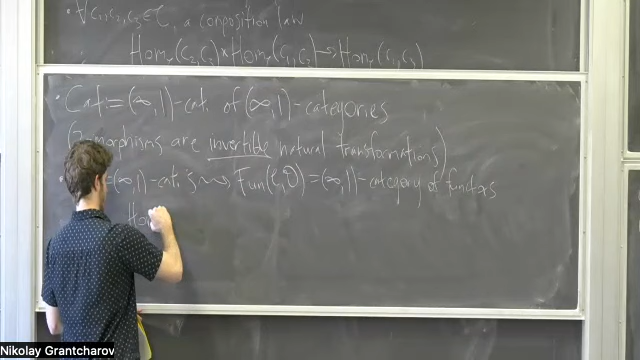 · ∀ c₁, c₂, c₃ ∈ C, a composition law
Hom_C(c₂, c₃) × Hom_C(c₁, c₂) → Hom_C(c₁, c₃)
· Cat := (∞,1)-cat. of (∞,1)-categories
(2-morphisms are invertible natural transformations)
= (∞,1)-cat.'s ⇝ Fun(C, D) = (∞,1)-category of functors
Ho
Nikolay Grantcharov